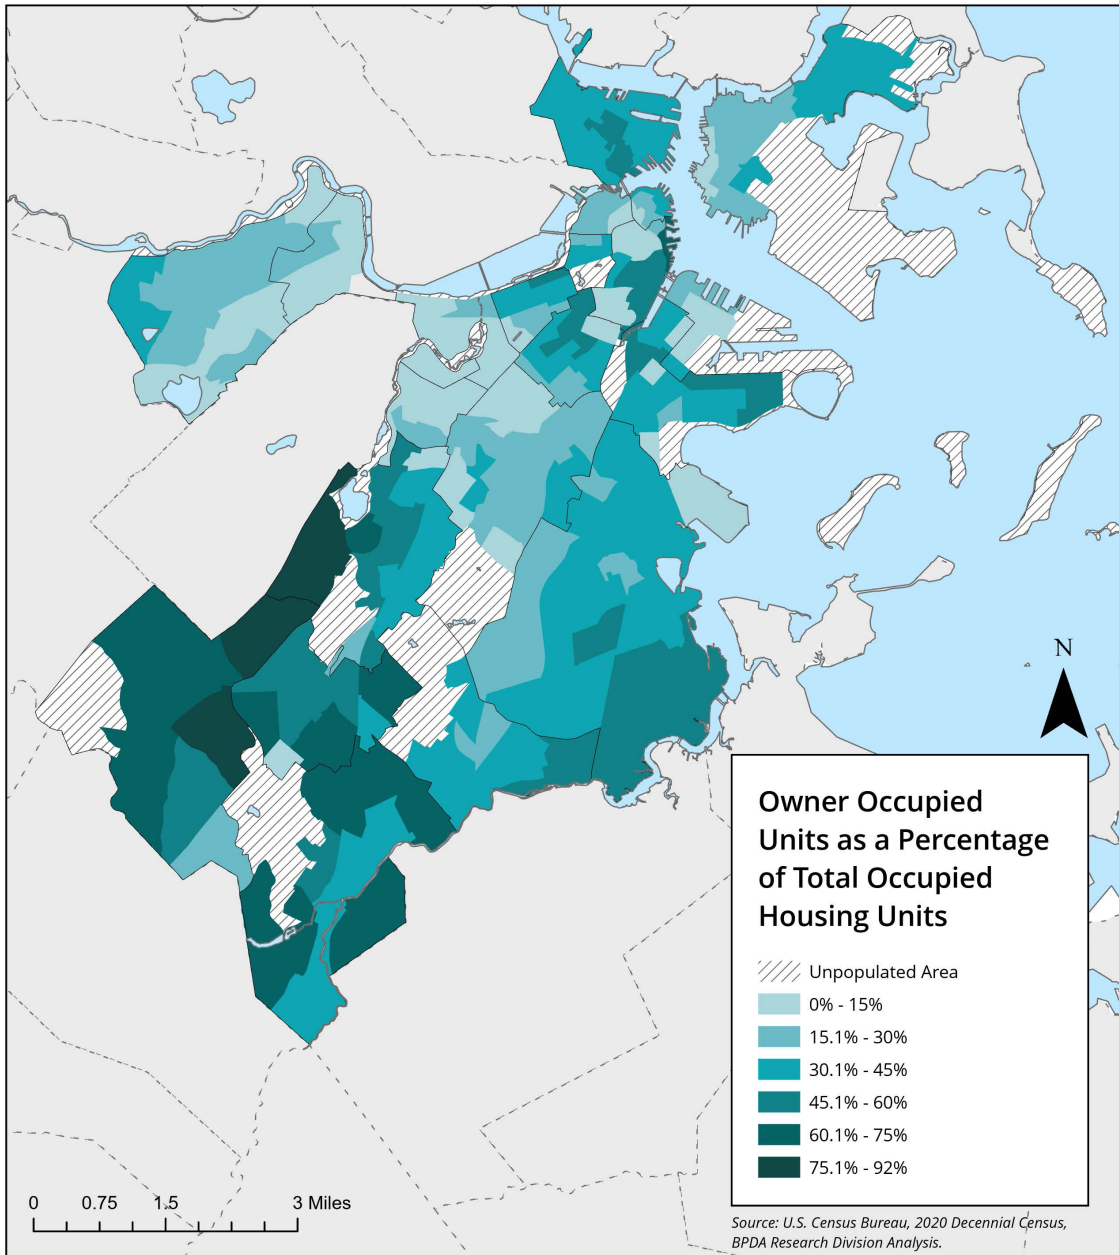 N
Owner Occupied
Units as a Percentage
of Total Occupied
Housing Units
Unpopulated Area
0% - 15%
15.1% - 30%
30.1% - 45%
45.1% - 60%
60.1% - 75%
75.1% - 92%
0 0.75 1.5 3 Miles
Source: U.S. Census Bureau, 2020 Decennial Census,
BPDA Research Division Analysis.